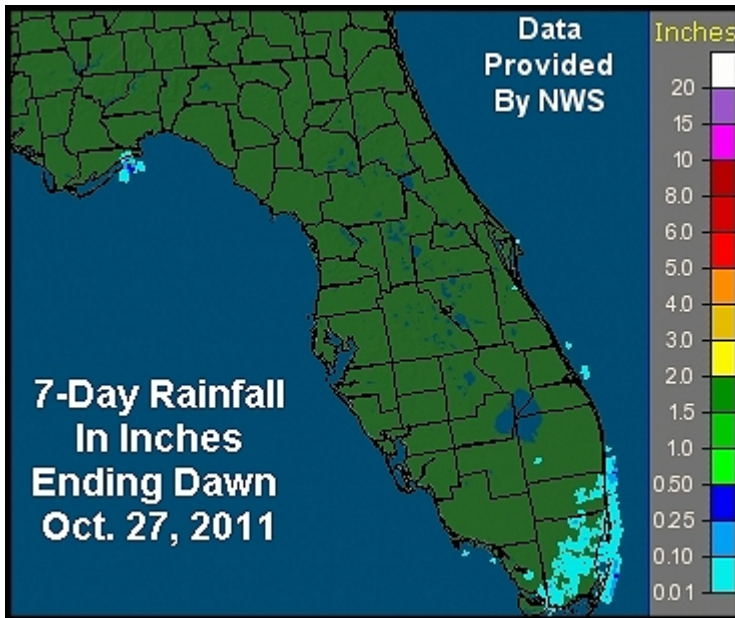 Data
Provided
By NWS
Inches
20
15
10
8.0
6.0
5.0
4.0
3.0
2.0
1.5
1.0
0.50
0.25
0.10
0.01
7-Day Rainfall
In Inches
Ending Dawn
Oct. 27, 2011